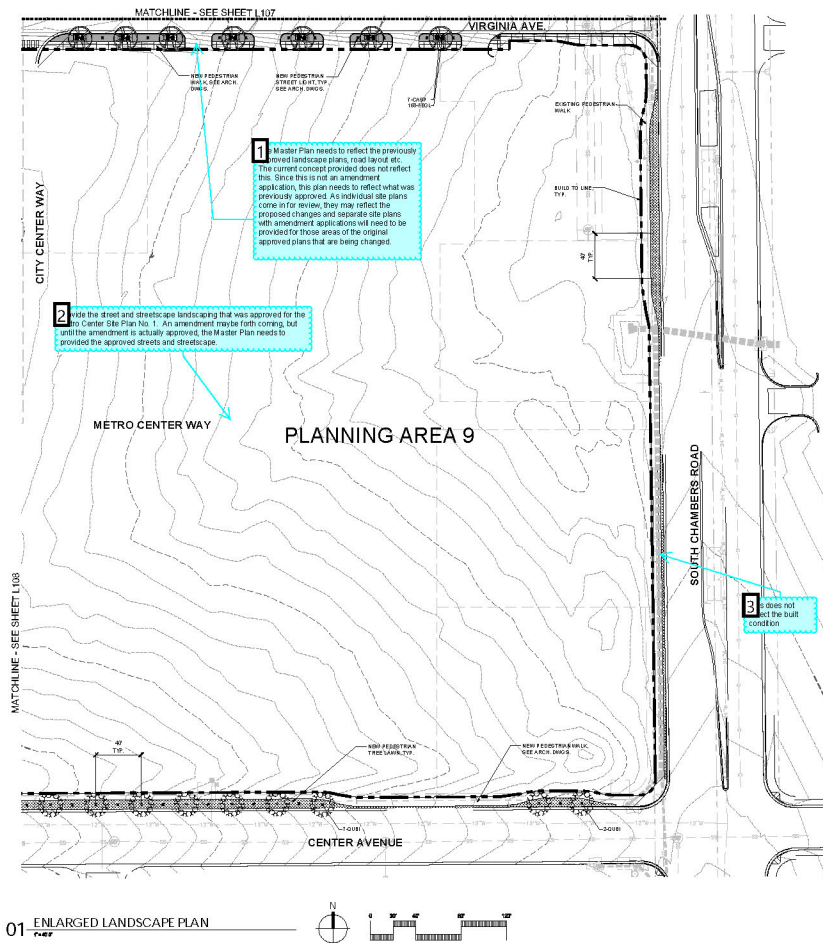 MATCHLINE - SEE SHEET L107
VIRGINIA AVE.
NEW PEDESTRIAN
WALK, SEE ARCH.
DWGS.
NEW PEDESTRIAN
STREET LIGHT, TYP.
SEE ARCH. DWGS.
EXISTING PEDESTRIAN
WALK
1
Master Plan needs to reflect the previously
landscape plans, road layout etc.
The current concept provided does not reflect
this. Since this is not an amendment
application, this plan needs to reflect what was
previously approved. As individual site plans
come in for review, they may reflect the
proposed changes and separate site plans
with amendment applications will need to be
provided for those areas of the original
approved plans that are being changed.
BUILD TO LINE
TYP.
40'
TYP.
CITY CENTER WAY
2
the street and streetscape landscaping that was approved for the
Center Site Plan No. 1. An amendment maybe forth coming, but
until the amendment is actually approved, the Master Plan needs to
provided the approved streets and streetscape.
METRO CENTER WAY
PLANNING AREA 9
SOUTH CHAMBERS ROAD
3
does not
the built
condition
MATCHLINE - SEE SHEET L108
40'
TYP.
NEW PEDESTRIAN
TREE LAWN, TYP.
NEW PEDESTRIAN WALK,
SEE ARCH. DWGS.
7-QUBI
2-QUBI
CENTER AVENUE
01 ENLARGED LANDSCAPE PLAN
N